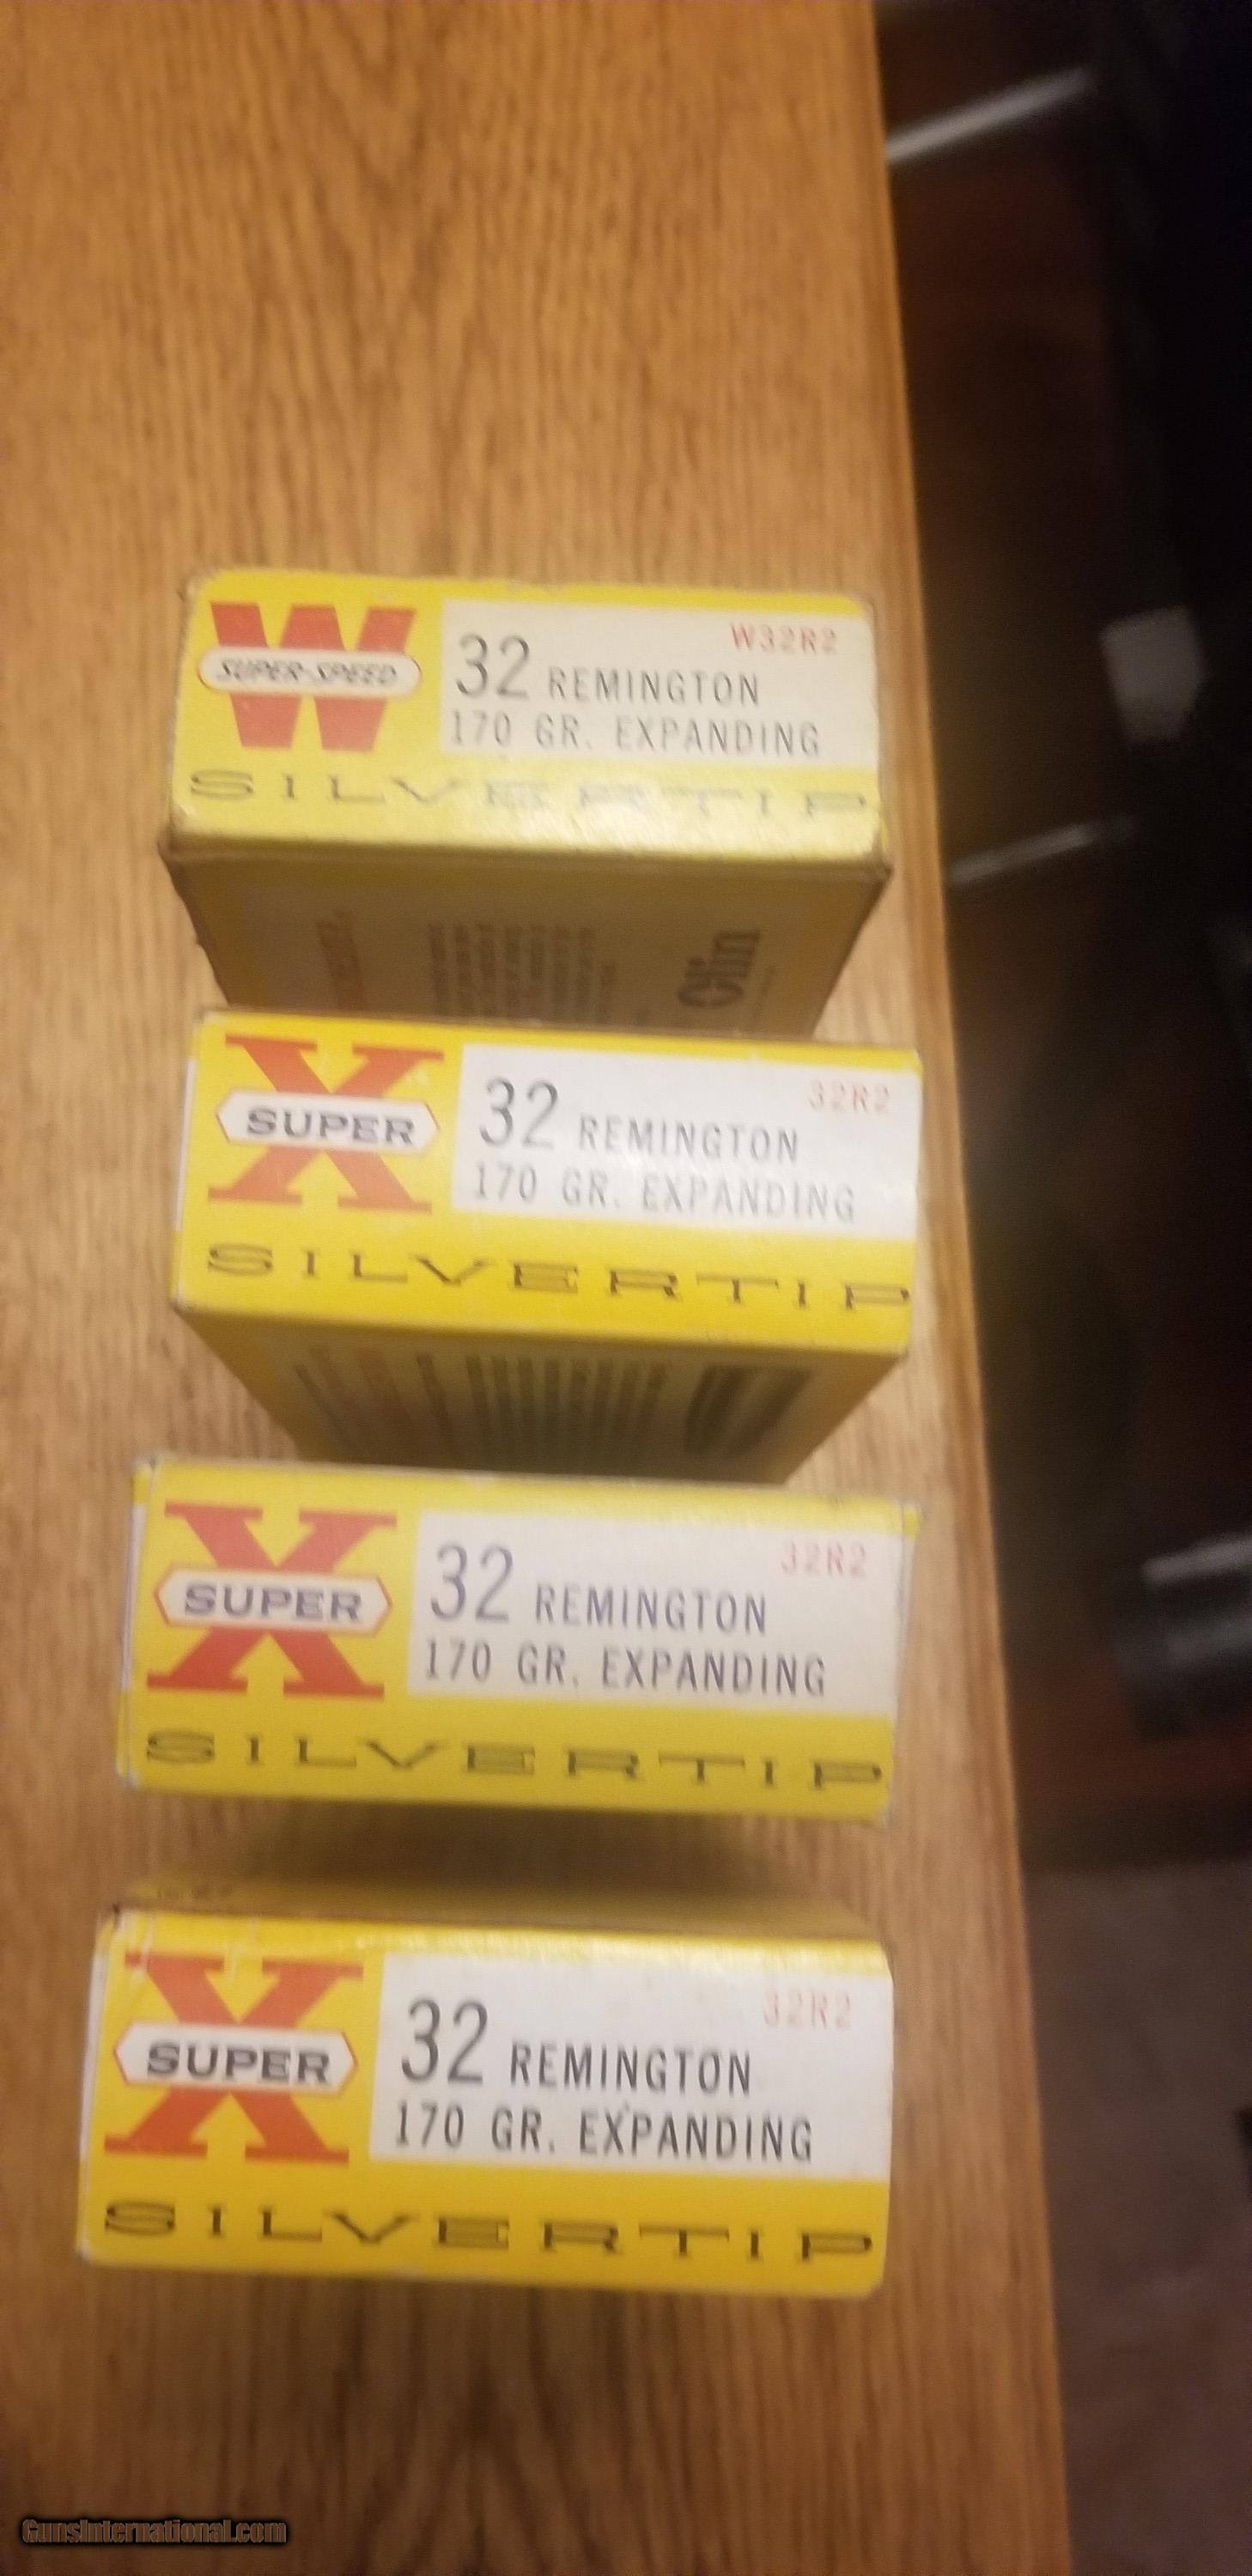 W32R2
SUPER-SPEED
32 REMINGTON
170 GR. EXPANDING
SILVERTIP
Olin
X
SUPER
32R2
32 REMINGTON
170 GR. EXPANDING
SILVERTIP
X
SUPER
32R2
32 REMINGTON
170 GR. EXPANDING
SILVERTIP
X
SUPER
32R2
32 REMINGTON
170 GR. EXPANDING
SILVERTIP
GunsInternational.com